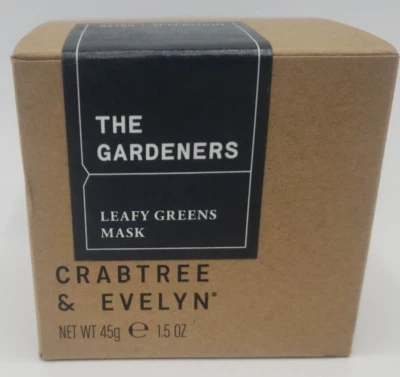 THE
GARDENERS
LEAFY GREENS
MASK
CRABTREE
& EVELYN®
NET WT 45g ℮ 1.5 OZ